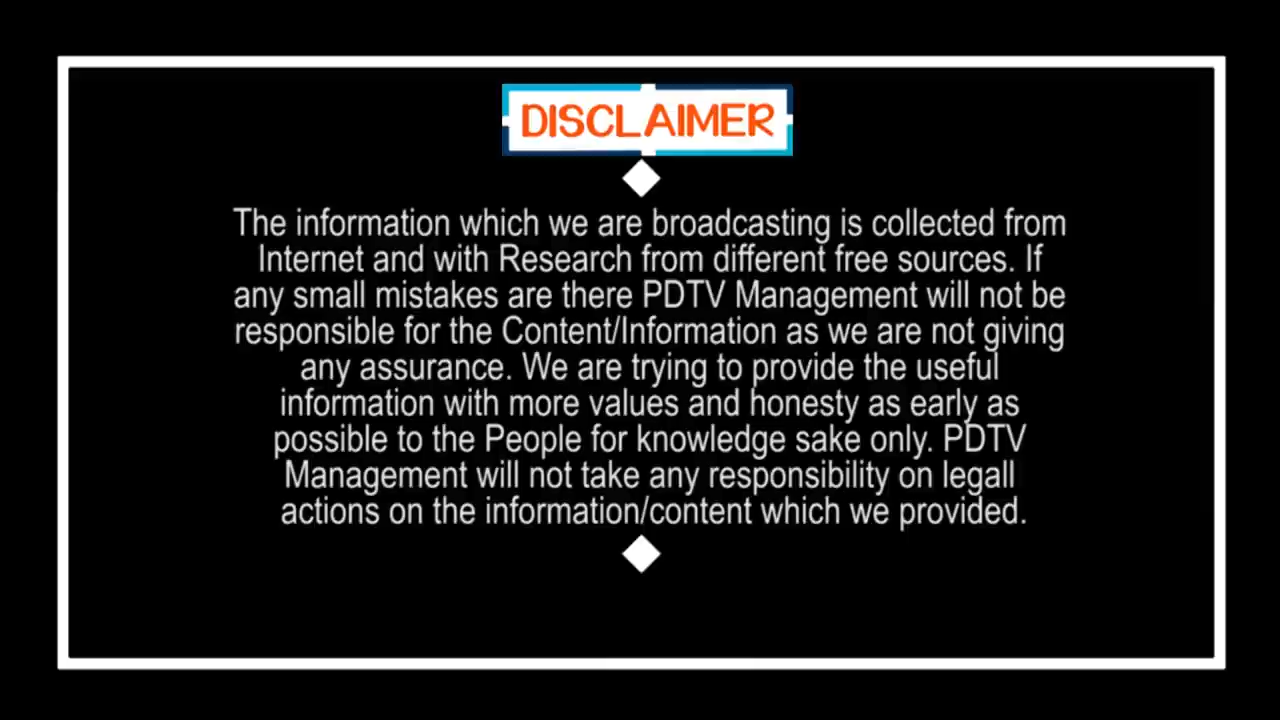 DISCLAIMER
The information which we are broadcasting is collected from
Internet and with Research from different free sources. If
any small mistakes are there PDTV Management will not be
responsible for the Content/Information as we are not giving
any assurance. We are trying to provide the useful
information with more values and honesty as early as
possible to the People for knowledge sake only. PDTV
Management will not take any responsibility on legall
actions on the information/content which we provided.